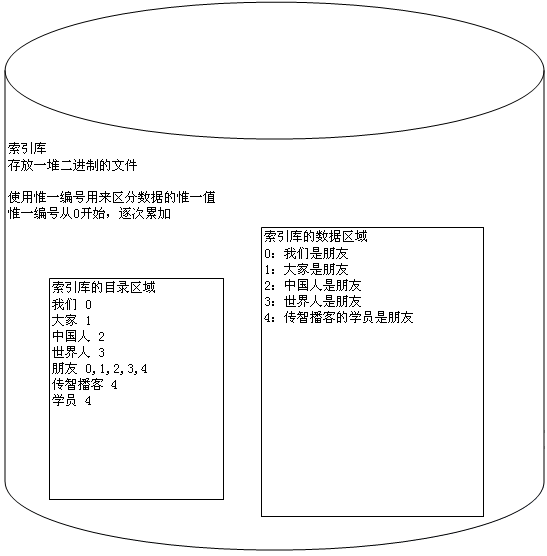 索引库
存放一堆二进制的文件
使用惟一编号用来区分数据的惟一值
惟一编号从0开始，逐次累加
索引库的目录区域
我们 0
大家 1
中国人 2
世界人 3
朋友 0,1,2,3,4
传智播客 4
学员 4
索引库的数据区域
0: 我们是朋友
1: 大家是朋友
2: 中国人是朋友
3: 世界人是朋友
4: 传智播客的学员是朋友